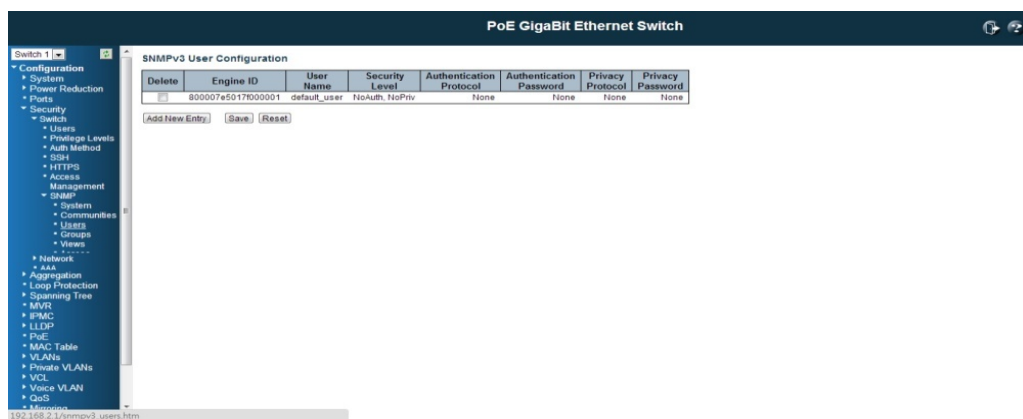 PoE GigaBit Ethernet Switch
Switch 1
Configuration
System
Power Reduction
Ports
Security
Switch
Users
Privilege Levels
Auth Method
SSH
HTTPS
Access
Management
SNMP
System
Communities
Users
Groups
Views
Network
AAA
Aggregation
Loop Protection
Spanning Tree
MVR
IPMC
LLDP
PoE
MAC Table
VLANs
Private VLANs
VCL
Voice VLAN
QoS
Mirroring
192.168.2.1/snmpv3_users.htm
SNMPv3 User Configuration
Delete Engine ID User Name Security Level Authentication Protocol Authentication Password Privacy Protocol Privacy Password
800007e5017f000001 default_user NoAuth, NoPriv None None None None
Add New Entry Save Reset